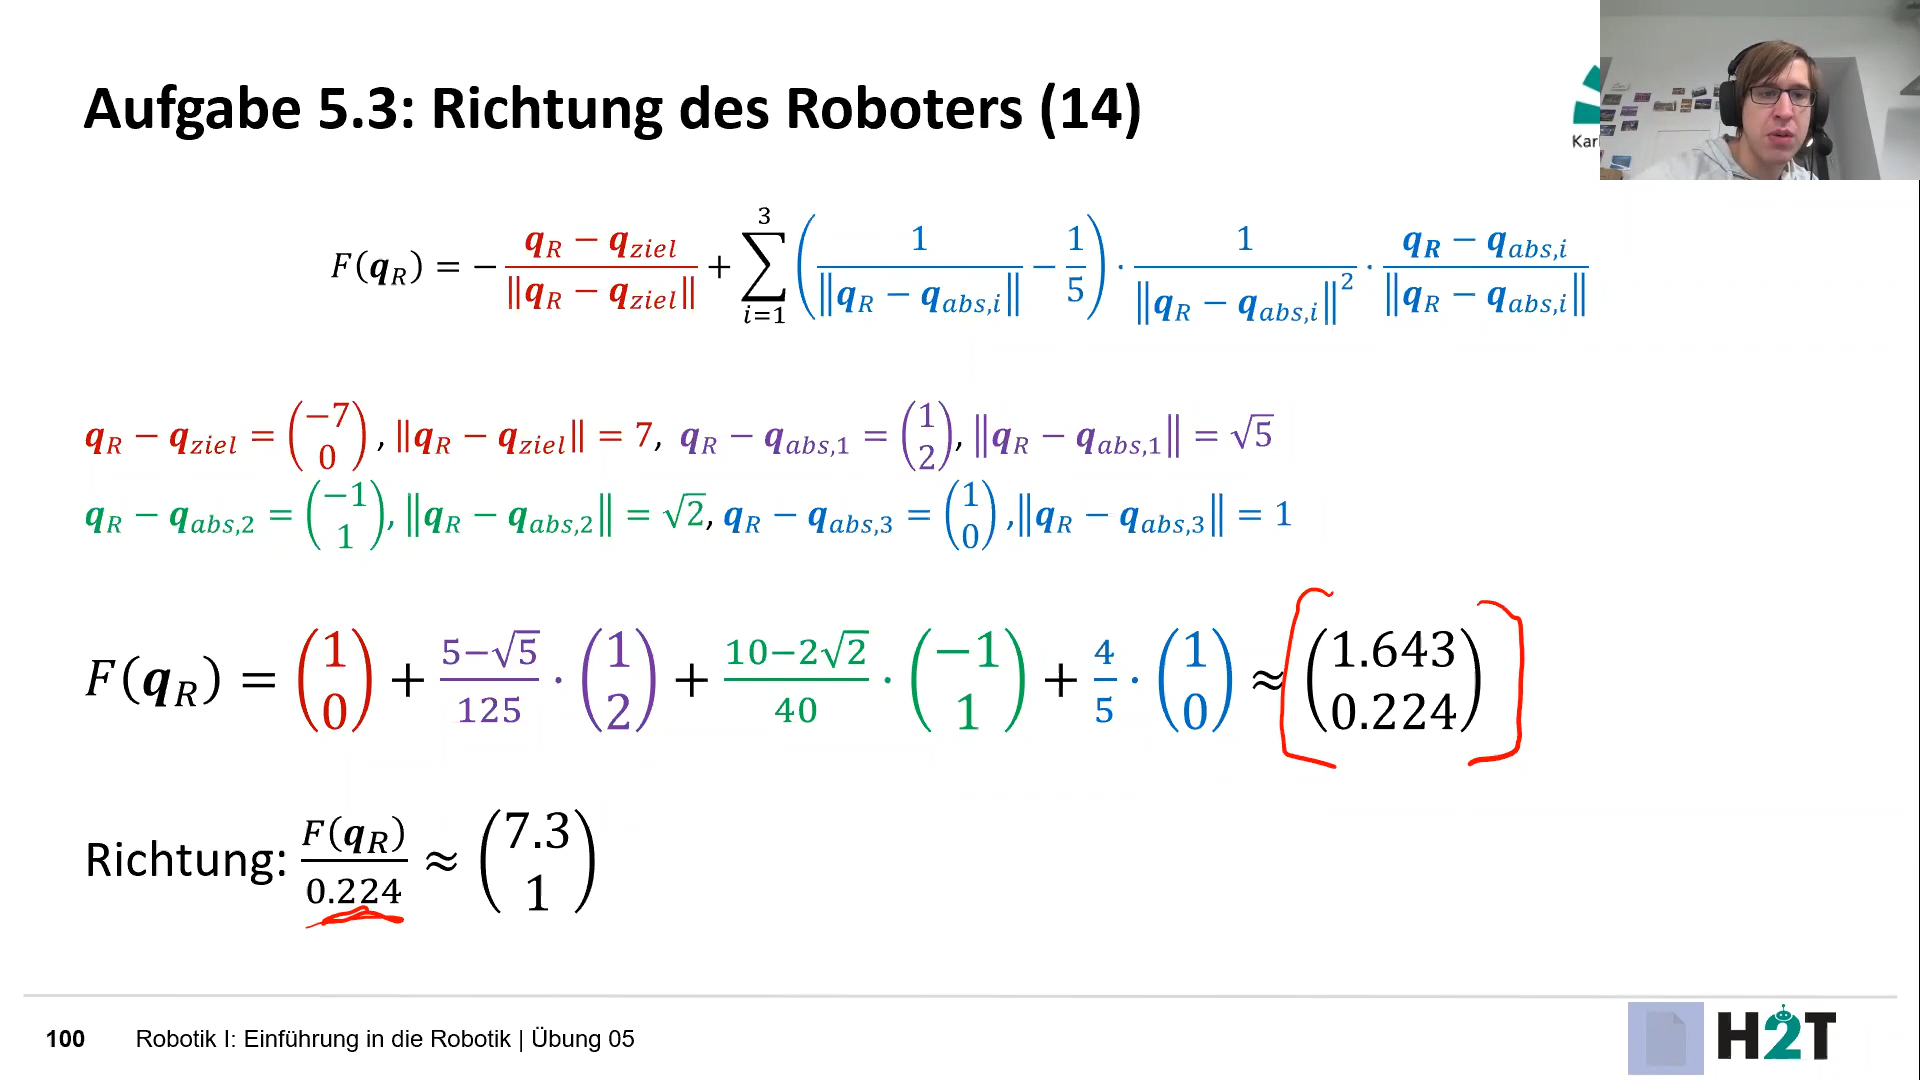 Aufgabe 5.3: Richtung des Roboters (14)
Kar
F(q_R) = − (q_R − q_ziel)/‖q_R − q_ziel‖ + ∑_{i=1}^{3} (1/‖q_R − q_abs,i‖ − 1/5) · 1/‖q_R − q_abs,i‖² · (q_R − q_abs,i)/‖q_R − q_abs,i‖
q_R − q_ziel = (−7 0), ‖q_R − q_ziel‖ = 7, q_R − q_abs,1 = (1 2), ‖q_R − q_abs,1‖ = √5
q_R − q_abs,2 = (−1 1), ‖q_R − q_abs,2‖ = √2, q_R − q_abs,3 = (1 0), ‖q_R − q_abs,3‖ = 1
F(q_R) = (1 0) + (5−√5)/125 · (1 2) + (10−2√2)/40 · (−1 1) + 4/5 · (1 0) ≈ (1.643 0.224)
Richtung: F(q_R)/0.224 ≈ (7.3 1)
100 Robotik I: Einführung in die Robotik | Übung 05
H2T